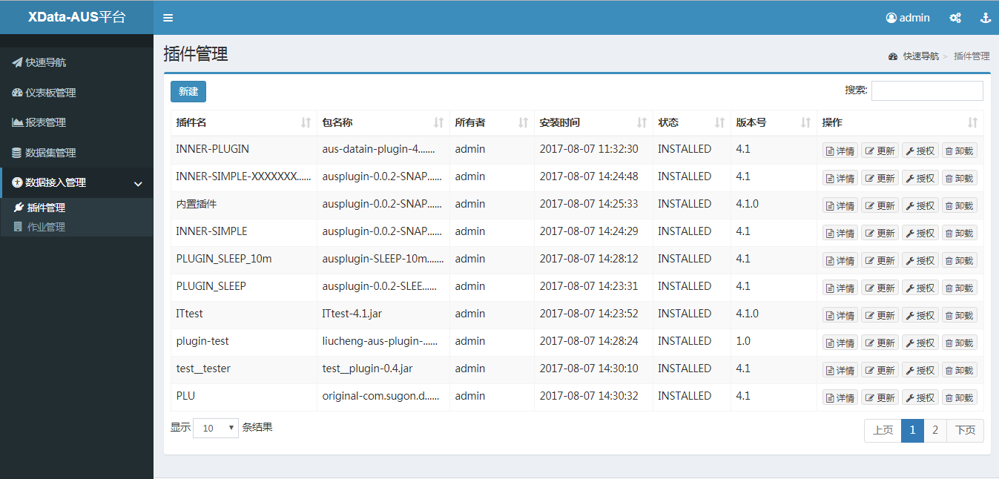 XData-AUS平台
admin
快速导航
仪表板管理
报表管理
数据集管理
数据接入管理
插件管理
作业管理
插件管理
快速导航 > 插件管理
新建
搜索:
插件名 包名称 所有者 安装时间 状态 版本号 操作
INNER-PLUGIN aus-datain-plugin-4....... admin 2017-08-07 11:32:30 INSTALLED 4.1 详情 更新 授权 卸载
INNER-SIMPLE-XXXXXXX...... ausplugin-0.0.2-SNAP...... admin 2017-08-07 14:24:48 INSTALLED 4.1 详情 更新 授权 卸载
内置插件 ausplugin-0.0.2-SNAP...... admin 2017-08-07 14:25:33 INSTALLED 4.1.0 详情 更新 授权 卸载
INNER-SIMPLE ausplugin-0.0.2-SNAP...... admin 2017-08-07 14:24:29 INSTALLED 4.1 详情 更新 授权 卸载
PLUGIN_SLEEP_10m ausplugin-SLEEP-10m....... admin 2017-08-07 14:28:12 INSTALLED 4.1 详情 更新 授权 卸载
PLUGIN_SLEEP ausplugin-0.0.2-SLEE...... admin 2017-08-07 14:23:31 INSTALLED 4.1 详情 更新 授权 卸载
ITtest ITtest-4.1.jar admin 2017-08-07 14:23:52 INSTALLED 4.1.0 详情 更新 授权 卸载
plugin-test liucheng-aus-plugin-...... admin 2017-08-07 14:28:24 INSTALLED 1.0 详情 更新 授权 卸载
test__tester test__plugin-0.4.jar admin 2017-08-07 14:30:10 INSTALLED 4.1 详情 更新 授权 卸载
PLU original-com.sugon.d...... admin 2017-08-07 14:30:32 INSTALLED 4.1 详情 更新 授权 卸载
显示 10 条结果
上页 1 2 下页